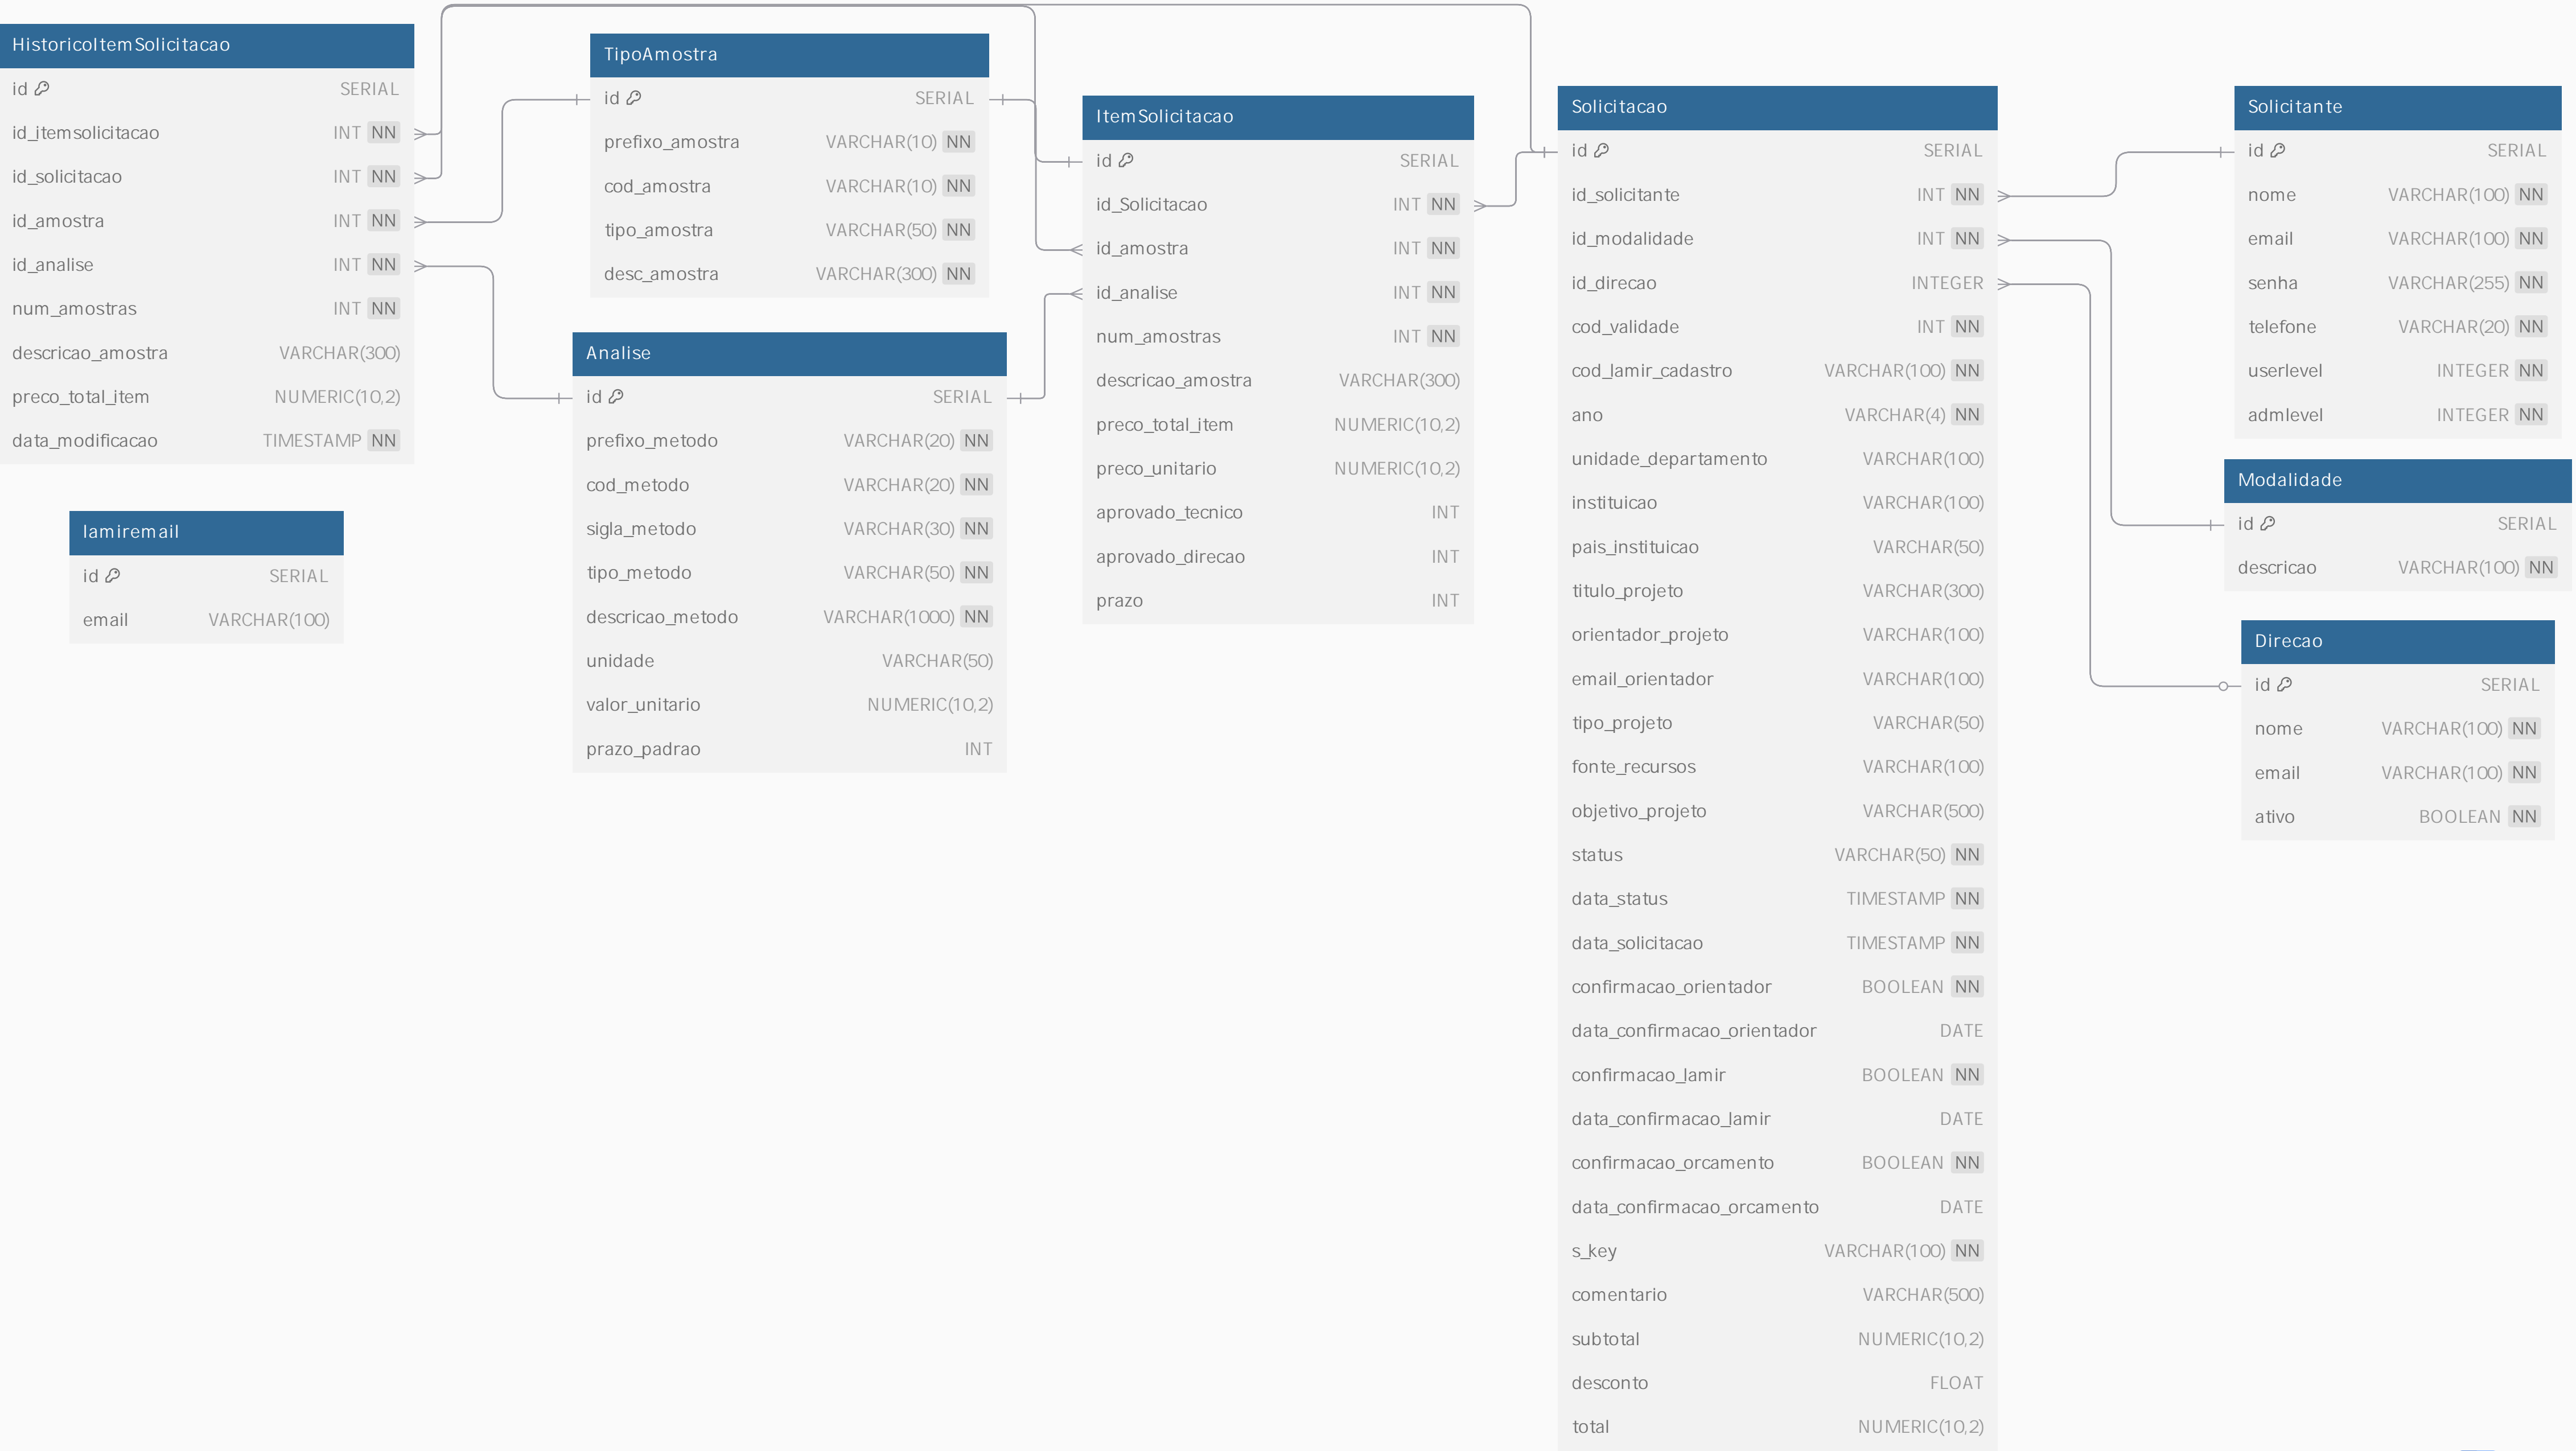 HistoricoItemSolicitacao
id SERIAL
id_itemsolicitacao INT NN
id_solicitacao INT NN
id_amostra INT NN
id_analise INT NN
num_amostras INT NN
descricao_amostra VARCHAR(300)
preco_total_item NUMERIC(10,2)
data_modificacao TIMESTAMP NN
lamiremail
id SERIAL
email VARCHAR(100)
TipoAmostra
id SERIAL
prefixo_amostra VARCHAR(10) NN
cod_amostra VARCHAR(10) NN
tipo_amostra VARCHAR(50) NN
desc_amostra VARCHAR(300) NN
Analise
id SERIAL
prefixo_metodo VARCHAR(20) NN
cod_metodo VARCHAR(20) NN
sigla_metodo VARCHAR(30) NN
tipo_metodo VARCHAR(50) NN
descricao_metodo VARCHAR(1000) NN
unidade VARCHAR(50)
valor_unitario NUMERIC(10,2)
prazo_padrao INT
ItemSolicitacao
id SERIAL
id_Solicitacao INT NN
id_amostra INT NN
id_analise INT NN
num_amostras INT NN
descricao_amostra VARCHAR(300)
preco_total_item NUMERIC(10,2)
preco_unitario NUMERIC(10,2)
aprovado_tecnico INT
aprovado_direcao INT
prazo INT
Solicitacao
id SERIAL
id_solicitante INT NN
id_modalidade INT NN
id_direcao INTEGER
cod_validade INT NN
cod_lamir_cadastro VARCHAR(100) NN
ano VARCHAR(4) NN
unidade_departamento VARCHAR(100)
instituicao VARCHAR(100)
pais_instituicao VARCHAR(50)
titulo_projeto VARCHAR(300)
orientador_projeto VARCHAR(100)
email_orientador VARCHAR(100)
tipo_projeto VARCHAR(50)
fonte_recursos VARCHAR(100)
objetivo_projeto VARCHAR(500)
status VARCHAR(50) NN
data_status TIMESTAMP NN
data_solicitacao TIMESTAMP NN
confirmacao_orientador BOOLEAN NN
data_confirmacao_orientador DATE
confirmacao_lamir BOOLEAN NN
data_confirmacao_lamir DATE
confirmacao_orcamento BOOLEAN NN
data_confirmacao_orcamento DATE
s_key VARCHAR(100) NN
comentario VARCHAR(500)
subtotal NUMERIC(10,2)
desconto FLOAT
total NUMERIC(10,2)
Solicitante
id SERIAL
nome VARCHAR(100) NN
email VARCHAR(100) NN
senha VARCHAR(255) NN
telefone VARCHAR(20) NN
userlevel INTEGER NN
admlevel INTEGER NN
Modalidade
id SERIAL
descricao VARCHAR(100) NN
Direcao
id SERIAL
nome VARCHAR(100) NN
email VARCHAR(100) NN
ativo BOOLEAN NN